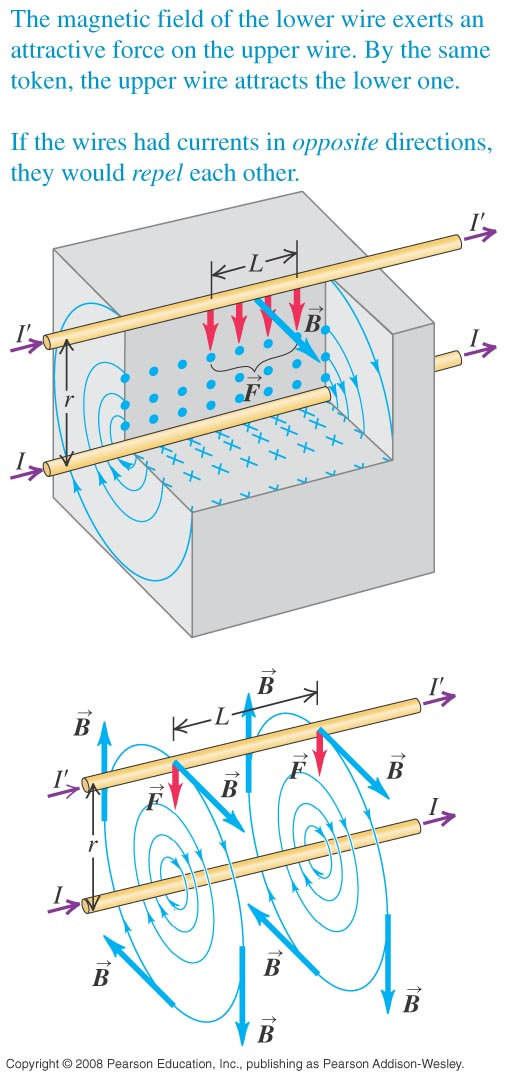 The magnetic field of the lower wire exerts an
attractive force on the upper wire. By the same
token, the upper wire attracts the lower one.
If the wires had currents in opposite directions,
they would repel each other.
I′
L
B⃗
I′
I
F⃗
r
I
B⃗
I′
L
B⃗
B⃗
B⃗
F⃗
F⃗
I′
I
r
I
B⃗
B⃗
B⃗
B⃗
Copyright © 2008 Pearson Education, Inc., publishing as Pearson Addison-Wesley.